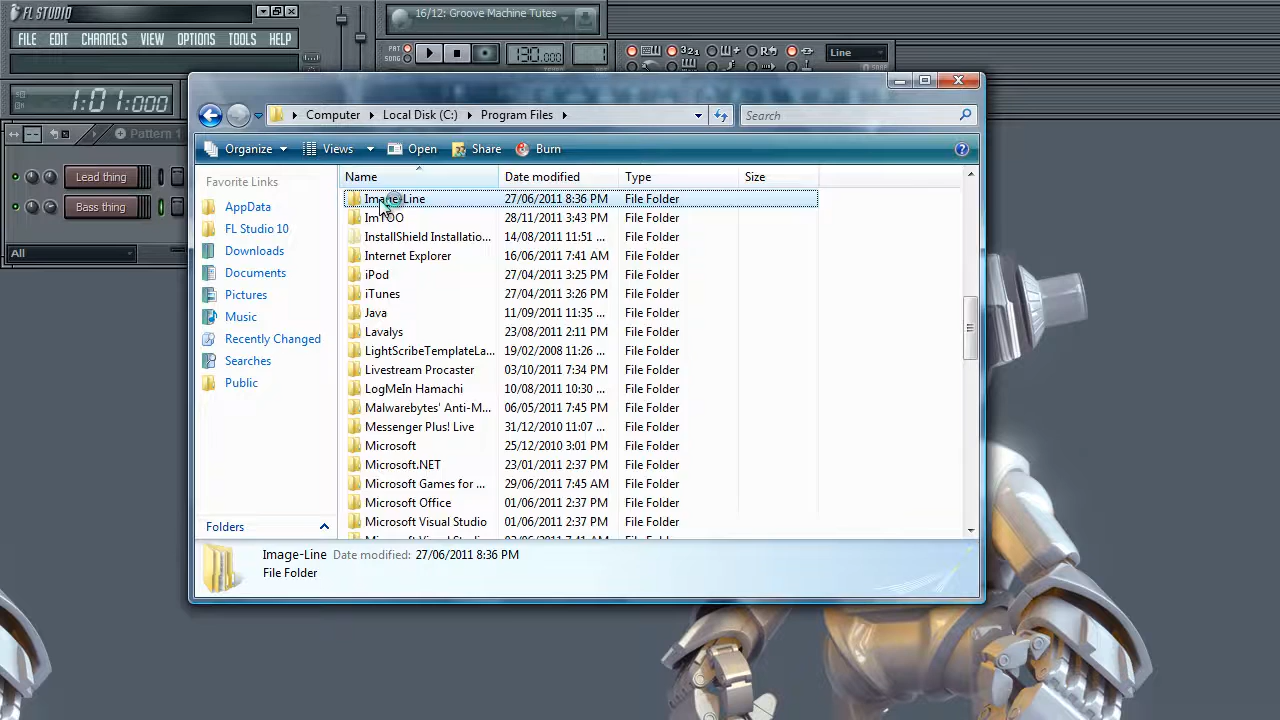 FL STUDIO
16/12: Groove Machine Tutes
FILE EDIT CHANNELS VIEW OPTIONS TOOLS HELP
PAT
SONG
130.000
321
Line
SNAP
1:01:000
Computer Local Disk (C:) Program Files
Search
Organize Views Open Share Burn
Pattern 1
Lead thing
Bass thing
All
Favorite Links
AppData
FL Studio 10
Downloads
Documents
Pictures
Music
Recently Changed
Searches
Public
Folders
Name Date modified Type Size
Image-Line 27/06/2011 8:36 PM File Folder
ImTOO 28/11/2011 3:43 PM File Folder
InstallShield Installatio... 14/08/2011 11:51 ... File Folder
Internet Explorer 16/06/2011 7:41 AM File Folder
iPod 27/04/2011 3:25 PM File Folder
iTunes 27/04/2011 3:26 PM File Folder
Java 11/09/2011 11:35 ... File Folder
Lavalys 23/08/2011 2:11 PM File Folder
LightScribeTemplateLa... 19/02/2008 11:26 ... File Folder
Livestream Procaster 03/10/2011 7:34 PM File Folder
LogMeIn Hamachi 10/08/2011 10:30 ... File Folder
Malwarebytes' Anti-M... 06/05/2011 7:45 PM File Folder
Messenger Plus! Live 31/12/2010 11:07 ... File Folder
Microsoft 25/12/2010 3:01 PM File Folder
Microsoft.NET 23/01/2011 2:37 PM File Folder
Microsoft Games for ... 29/06/2011 7:45 AM File Folder
Microsoft Office 01/06/2011 2:37 PM File Folder
Microsoft Visual Studio 01/06/2011 2:37 PM File Folder
Image-Line Date modified: 27/06/2011 8:36 PM
File Folder